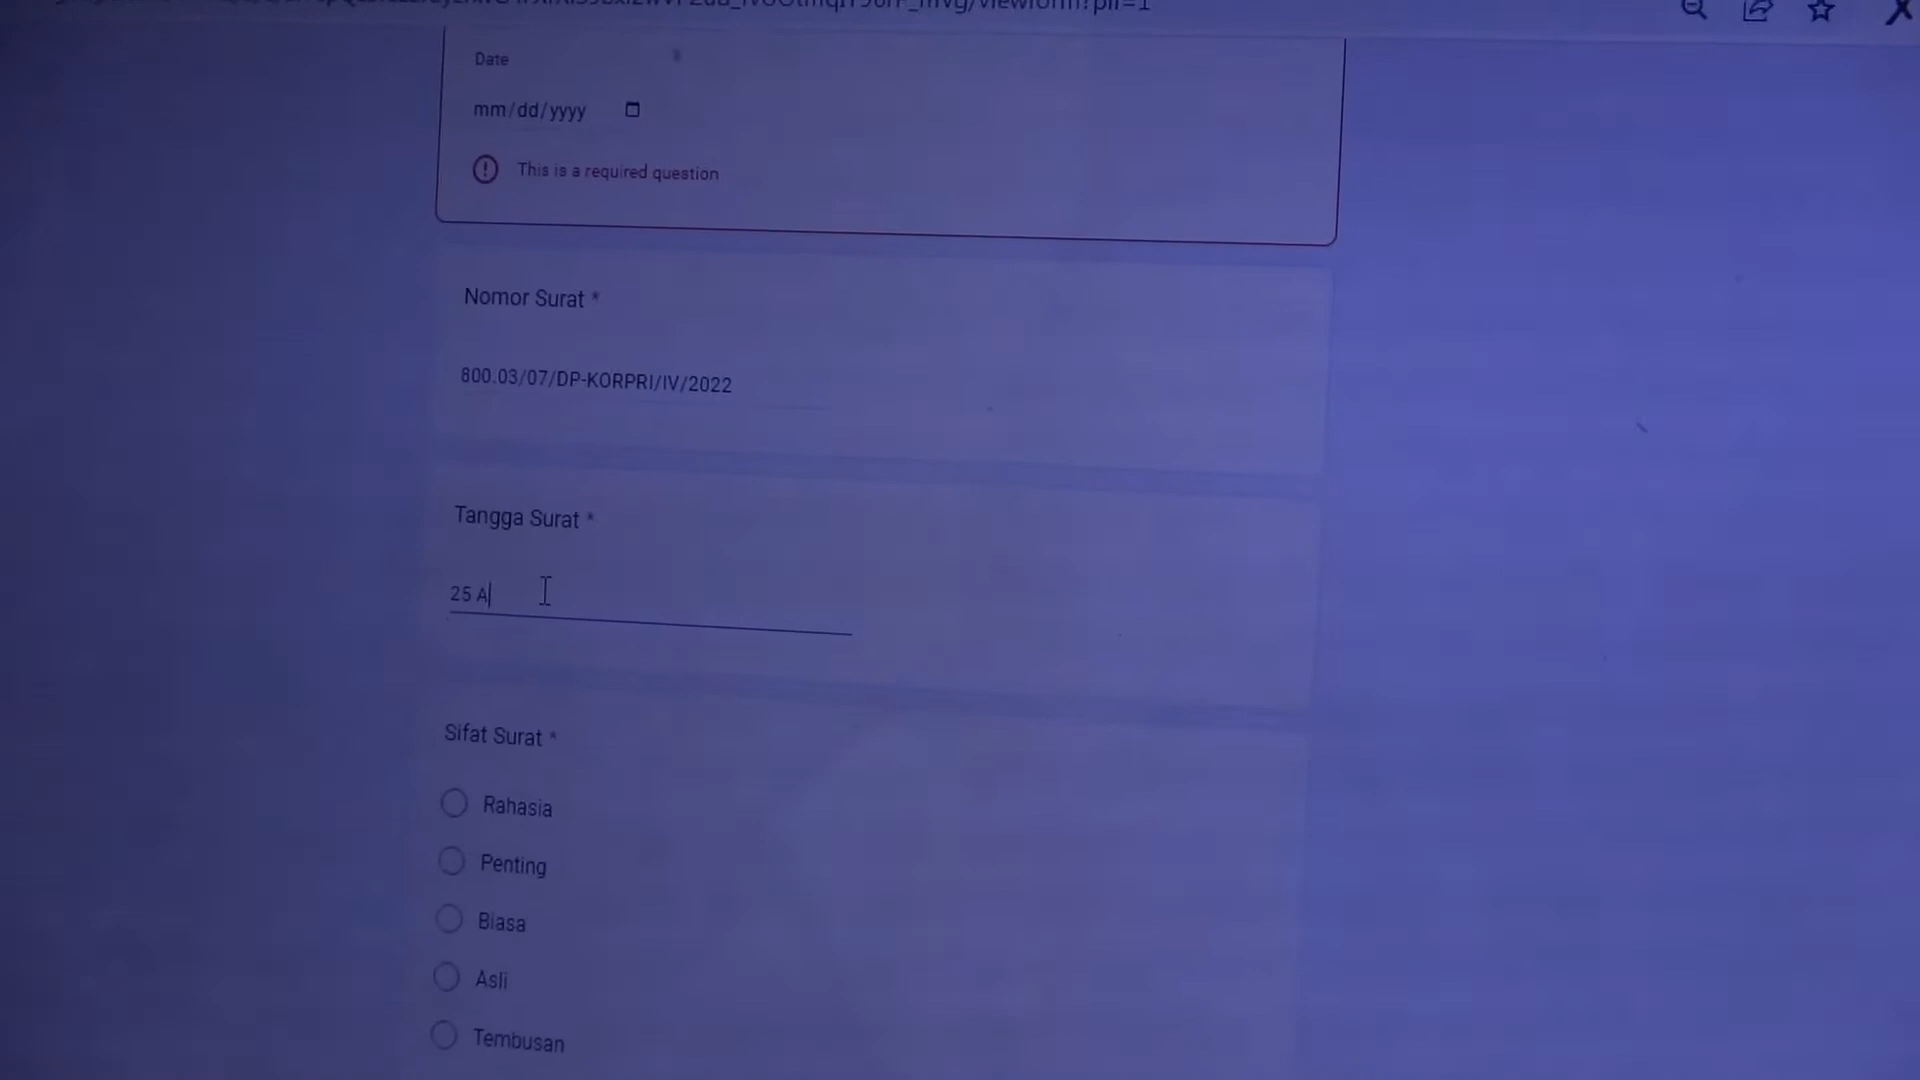 Date
mm/dd/yyyy
This is a required question
Nomor Surat *
800.03/07/DP-KORPRI/IV/2022
Tangga Surat *
25 A
Sifat Surat *
Rahasia
Penting
Biasa
Asli
Tembusan